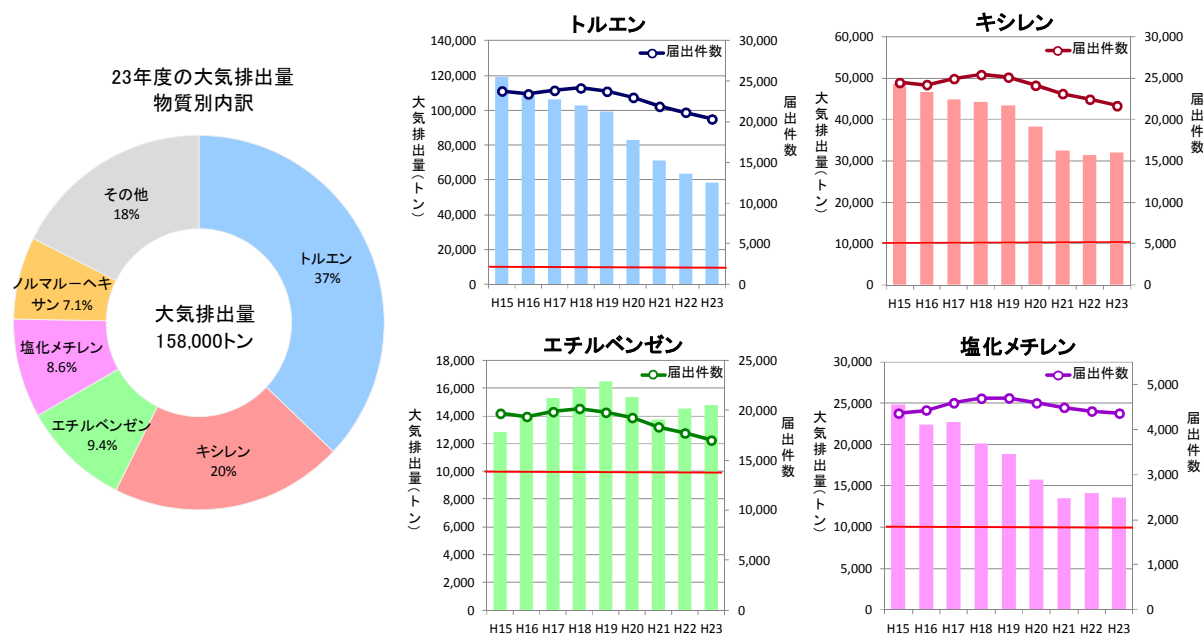 23年度の大気排出量
物質別内訳
その他
18%
トルエン
37%
ノルマルーヘキ
サン 7.1%
大気排出量
158,000トン
塩化メチレン
8.6%
エチルベンゼン
9.4%
キシレン
20%
トルエン
届出件数
140,000
120,000
100,000
80,000
60,000
40,000
20,000
0
大気排出量(トン)
30,000
25,000
20,000
15,000
10,000
5,000
0
届出件数
H15 H16 H17 H18 H19 H20 H21 H22 H23
キシレン
届出件数
60,000
50,000
40,000
30,000
20,000
10,000
0
大気排出量(トン)
30,000
25,000
20,000
15,000
10,000
5,000
0
届出件数
H15 H16 H17 H18 H19 H20 H21 H22 H23
エチルベンゼン
届出件数
18,000
16,000
14,000
12,000
10,000
8,000
6,000
4,000
2,000
0
大気排出量(トン)
25,000
20,000
15,000
10,000
5,000
0
届出件数
H15 H16 H17 H18 H19 H20 H21 H22 H23
塩化メチレン
届出件数
30,000
25,000
20,000
15,000
10,000
5,000
0
大気排出量(トン)
5,000
4,000
3,000
2,000
1,000
0
届出件数
H15 H16 H17 H18 H19 H20 H21 H22 H23